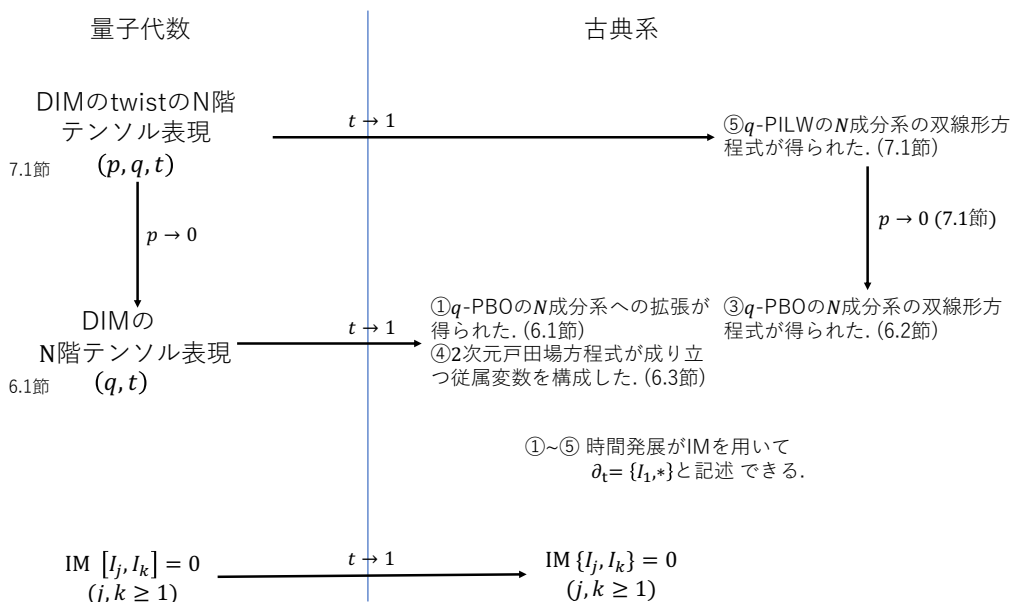 量子代数
古典系
DIMのtwistのN階
テンソル表現
7.1節
(p, q, t)
t → 1
⑤q-PILWのN成分系の双線形方
程式が得られた. (7.1節)
p → 0
p → 0 (7.1節)
DIMの
N階テンソル表現
6.1節
(q, t)
t → 1
①q-PBOのN成分系への拡張が
得られた. (6.1節)
④2次元戸田場方程式が成り立
つ従属変数を構成した. (6.3節)
③q-PBOのN成分系の双線形方
程式が得られた. (6.2節)
①~⑤ 時間発展がIMを用いて
∂t= {I1,*}と記述 できる.
IM [Ij, Ik] = 0
(j, k ≥ 1)
t → 1
IM {Ij, Ik} = 0
(j, k ≥ 1)